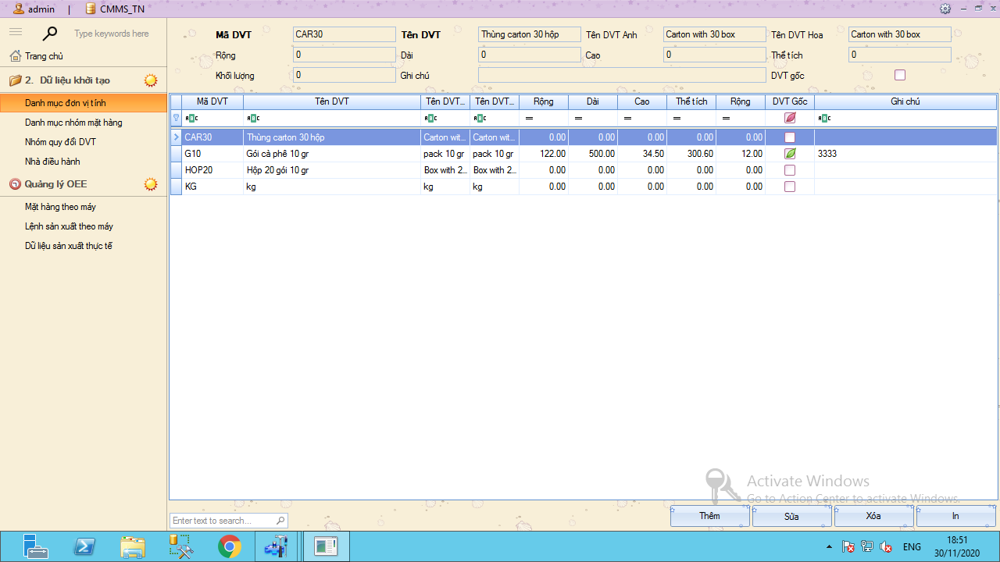 admin | CMMS_TN
Type keywords here
Trang chủ
2. Dữ liệu khởi tạo
Danh mục đơn vị tính
Danh mục nhóm mặt hàng
Nhóm quy đổi DVT
Nhà điều hành
Quảng lý OEE
Mặt hàng theo máy
Lệnh sản xuất theo máy
Dữ liệu sản xuất thực tế
Mã DVT CAR30 Tên DVT Thùng carton 30 hộp Tên DVT Anh Carton with 30 box Tên DVT Hoa Carton with 30 box
Rộng 0 Dài 0 Cao 0 Thể tích 0
Khối lượng 0 Ghi chú DVT gốc
Mã DVT Tên DVT Tên DVT... Tên DVT... Rộng Dài Cao Thể tích Rộng DVT Gốc Ghi chú
ABC ABC ABC ABC = = = = = ABC
CAR30 Thùng carton 30 hộp Carton wit... Carton wit... 0.00 0.00 0.00 0.00 0.00
G10 Gói cà phê 10 gr pack 10 gr pack 10 gr 122.00 500.00 34.50 300.60 12.00 3333
HOP20 Hộp 20 gói 10 gr Box with 2... Box with 2... 0.00 0.00 0.00 0.00 0.00
KG kg kg kg 0.00 0.00 0.00 0.00 0.00
Activate Windows
Go to Action Center to activate Windows.
Enter text to search... Thêm Sửa Xóa In
ENG 18:51
30/11/2020